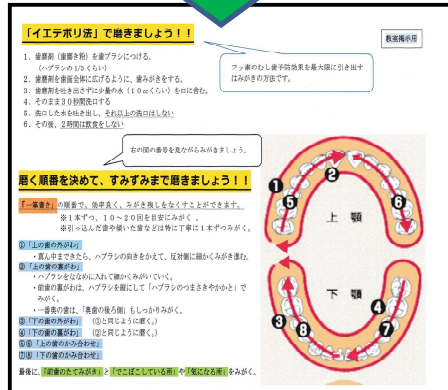 「イエテボリ法」で磨きましょう！！
教室掲示用
1．歯磨剤（歯磨き粉）を歯ブラシにつける。
（ハブラシの1/3くらい）
2．歯磨剤を歯面全体に広げるように、歯みがきをする。
3．歯磨剤を吐き出さずに少量の水（10ccくらい）を口に含む。
4．そのまま30秒間洗口する
5．洗口した水を吐き出し、それ以上の洗口はしない
6．その後、2時間は飲食をしない
フッ素のむし歯予防効果を最大限に引き出す
はみがきの方法です。
右の図の番号を見ながらみがきましょう。
磨く順番を決めて、すみずみまで磨きましょう！！
『一筆書き』の順番で、効率良く、みがき残しをなくすことができます。
※1本ずつ、10～20回を目安にみがく 。
※引っ込んだ歯や傾いた歯などは特に丁寧に1本ずつみがく。
①「上の歯の外がわ」
・真ん中まできたら、ハブラシの向きをかえて、反対側に細かくみがき進む。
②「上の歯の裏がわ」
・ハブラシをななめに入れて細かくみがいていく。
・前歯の裏がわは、ハブラシを縦にして「ハブラシのつまさきやかかと」で
みがく。
・一番奥の歯は、「奥歯の後ろ側」もしっかりみがく。
③「下の歯の外がわ」 （①と同じように磨く。）
④「下の歯の裏がわ」 （②と同じように磨く。）
⑤⑥「上の歯のかみ合わせ」
⑦⑧「下の歯のかみ合わせ」
最後に、「前歯のたてみがき」と「でこぼこしている所」や「気になる所」をみがく。
1
2
5
6
上 顎
下 顎
3
8
4
7